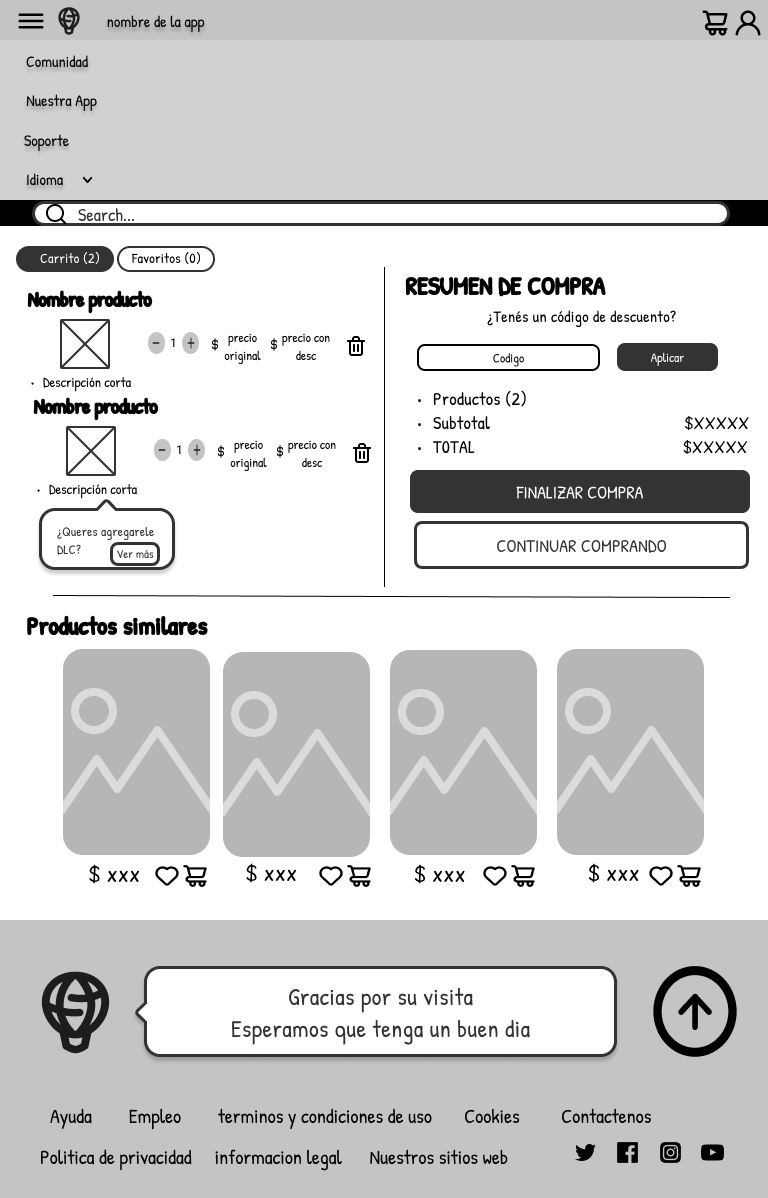 nombre de la app
Comunidad
Nuestra App
Soporte
Idioma
Search...
Carrito (2)
Favoritos (0)
Nombre producto
- 1 +
$ precio original
$ precio con desc
• Descripción corta
Nombre producto
- 1 +
$ precio original
$ precio con desc
• Descripción corta
¿Queres agregarele
DLC?
Ver más
RESUMEN DE COMPRA
¿Tenés un código de descuento?
Codigo
Aplicar
• Productos (2)
• Subtotal $XXXXX
• TOTAL $XXXXX
FINALIZAR COMPRA
CONTINUAR COMPRANDO
Productos similares
$ xxx
$ xxx
$ xxx
$ xxx
Gracias por su visita
Esperamos que tenga un buen dia
Ayuda Empleo terminos y condiciones de uso Cookies Contactenos
Politica de privacidad informacion legal Nuestros sitios web